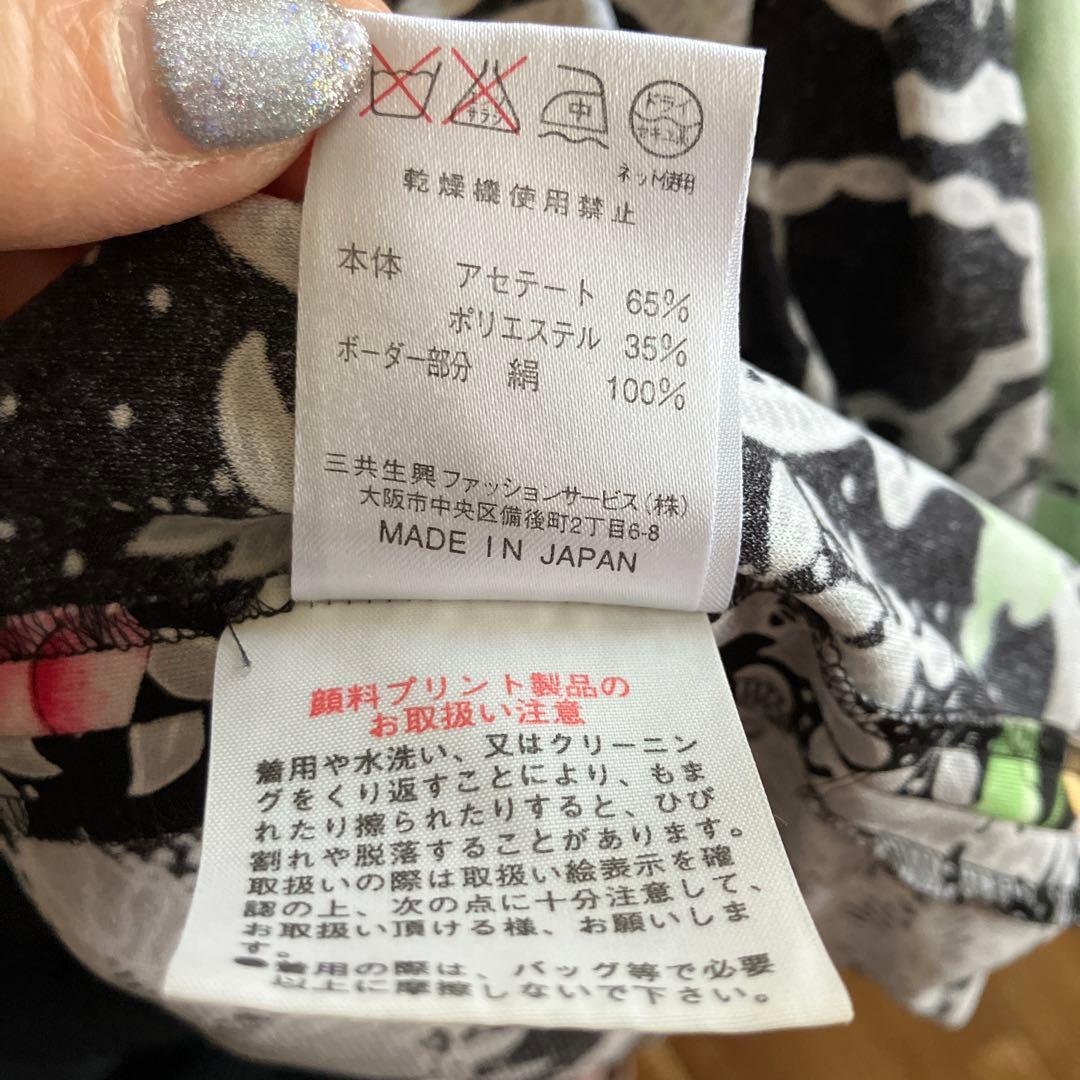 サラシ
中
ドライ
セキユ系
ネット使用
乾燥機使用禁止
本体 アセテート 65%
ポリエステル 35%
ボーダー部分 絹 100%
三共生興ファッションサービス(株)
大阪市中央区備後町2丁目6-8
MADE IN JAPAN
顔料プリント製品の
お取扱い注意
着用や水洗い、又はクリーニン
グをくり返すことにより、もま
れたり擦られたりすると、ひび
割れや脱落することがあります。
取扱いの際は取扱い絵表示を確
認の上、次の点に十分注意して、
お取扱い頂ける様、お願いしま
す。
●着用の際は、バッグ等で必要
以上に摩擦しないで下さい。